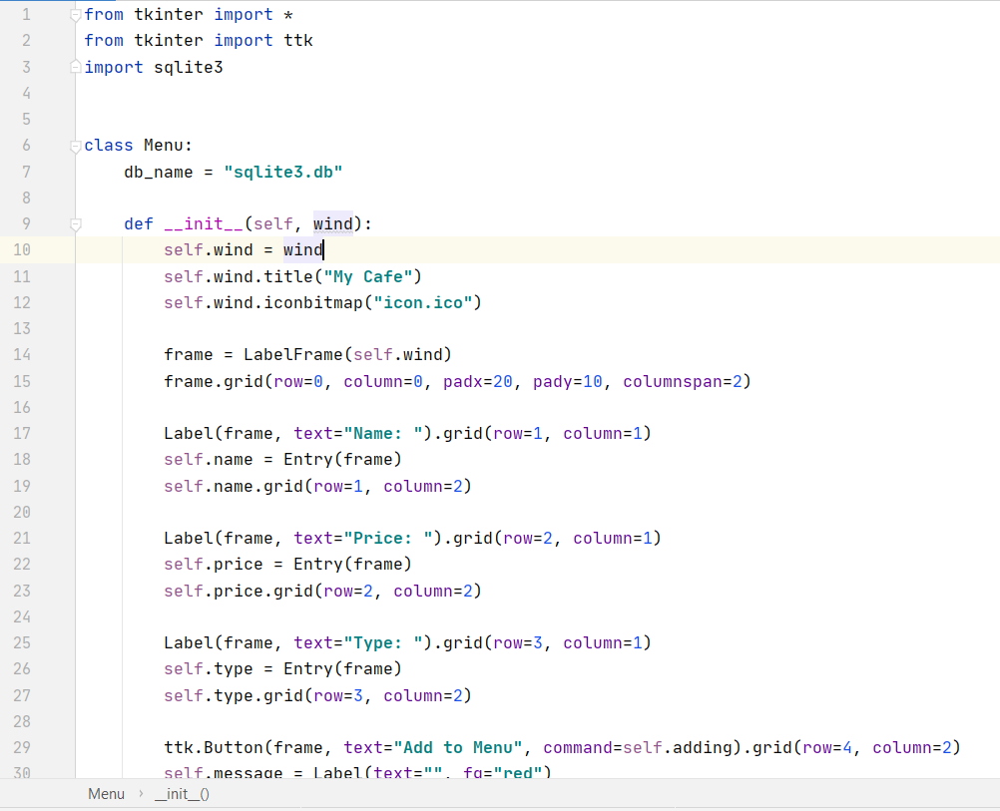 1 from tkinter import *
2 from tkinter import ttk
3 import sqlite3
4
5
6 class Menu:
7     db_name = "sqlite3.db"
8
9     def __init__(self, wind):
10         self.wind = wind
11         self.wind.title("My Cafe")
12         self.wind.iconbitmap("icon.ico")
13
14         frame = LabelFrame(self.wind)
15         frame.grid(row=0, column=0, padx=20, pady=10, columnspan=2)
16
17         Label(frame, text="Name: ").grid(row=1, column=1)
18         self.name = Entry(frame)
19         self.name.grid(row=1, column=2)
20
21         Label(frame, text="Price: ").grid(row=2, column=1)
22         self.price = Entry(frame)
23         self.price.grid(row=2, column=2)
24
25         Label(frame, text="Type: ").grid(row=3, column=1)
26         self.type = Entry(frame)
27         self.type.grid(row=3, column=2)
28
29         ttk.Button(frame, text="Add to Menu", command=self.adding).grid(row=4, column=2)
30         self.message = Label(text="", fg="red")
Menu › __init__()